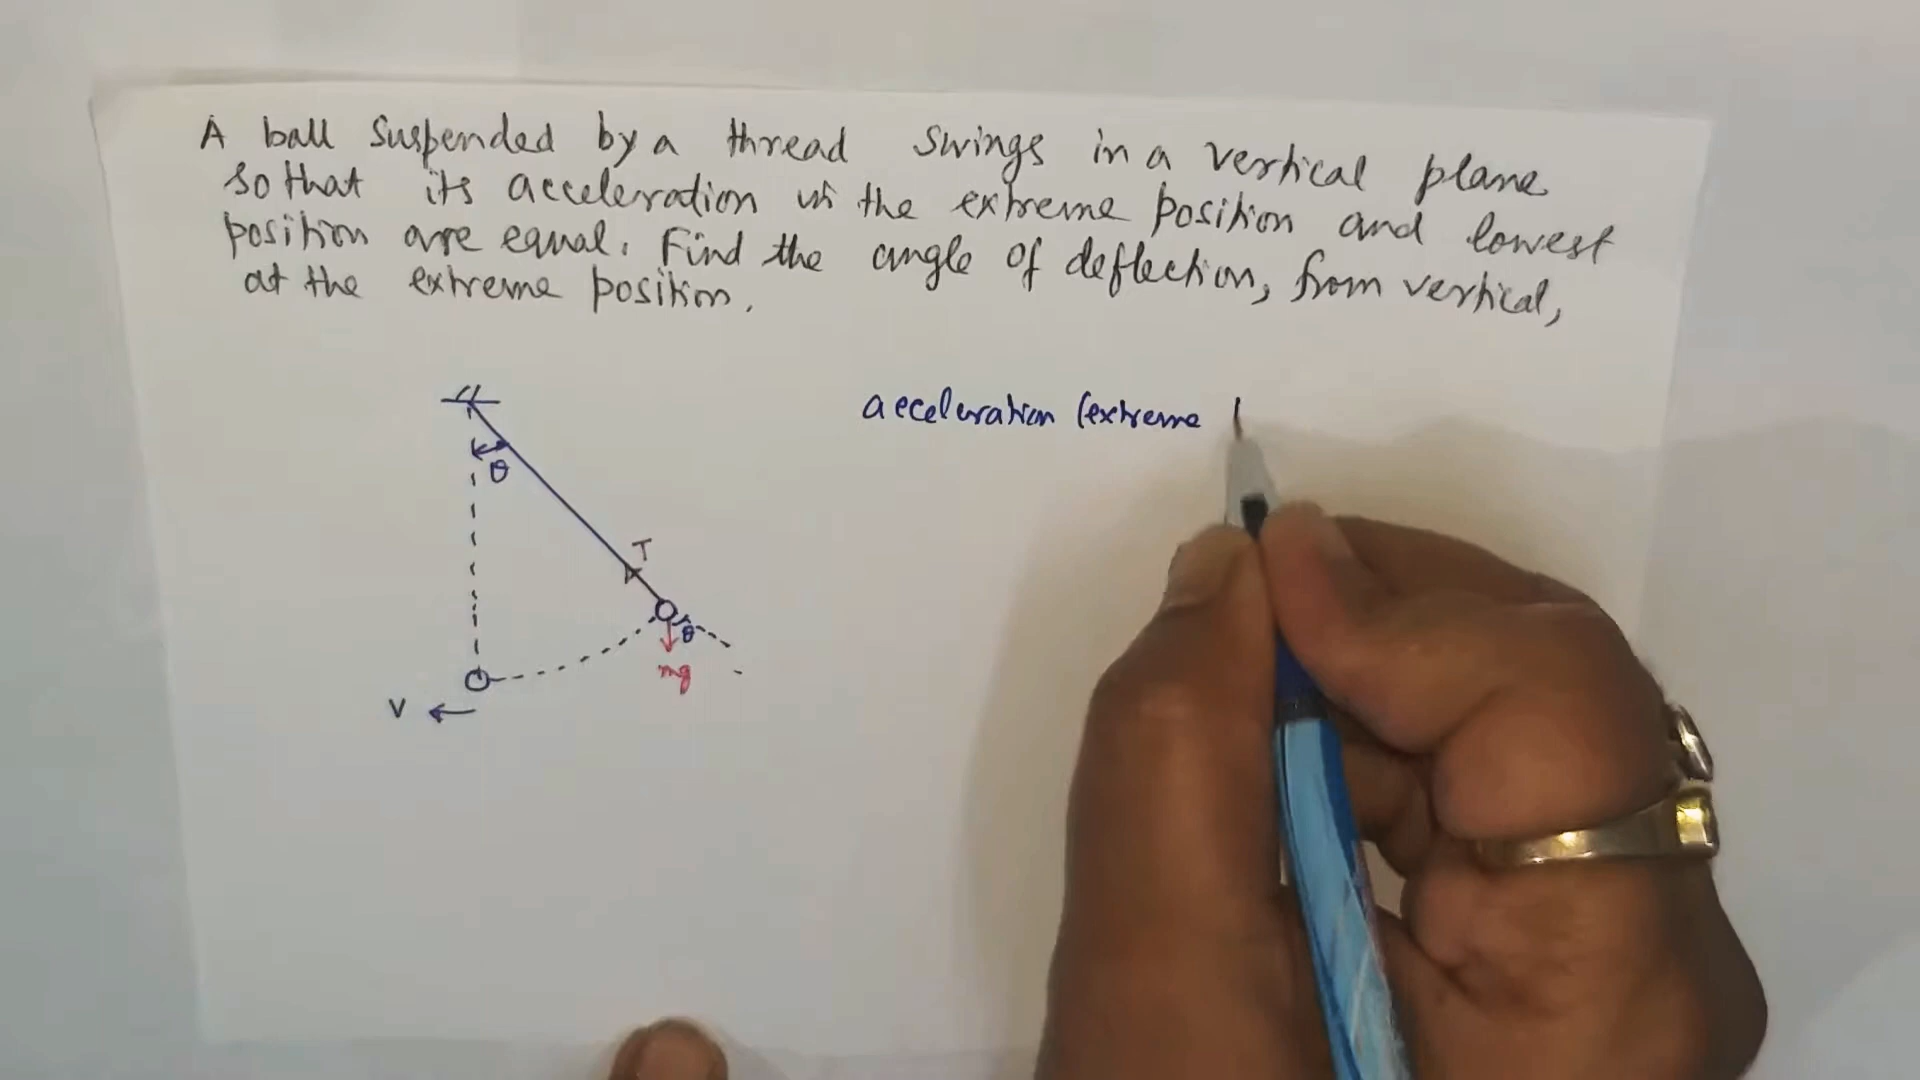 A ball suspended by a thread swings in a vertical plane
so that its acceleration in the extreme position and lowest
position are equal. Find the angle of deflection, from vertical,
at the extreme position.
acceleration (extreme
θ
T
θ
mg
V